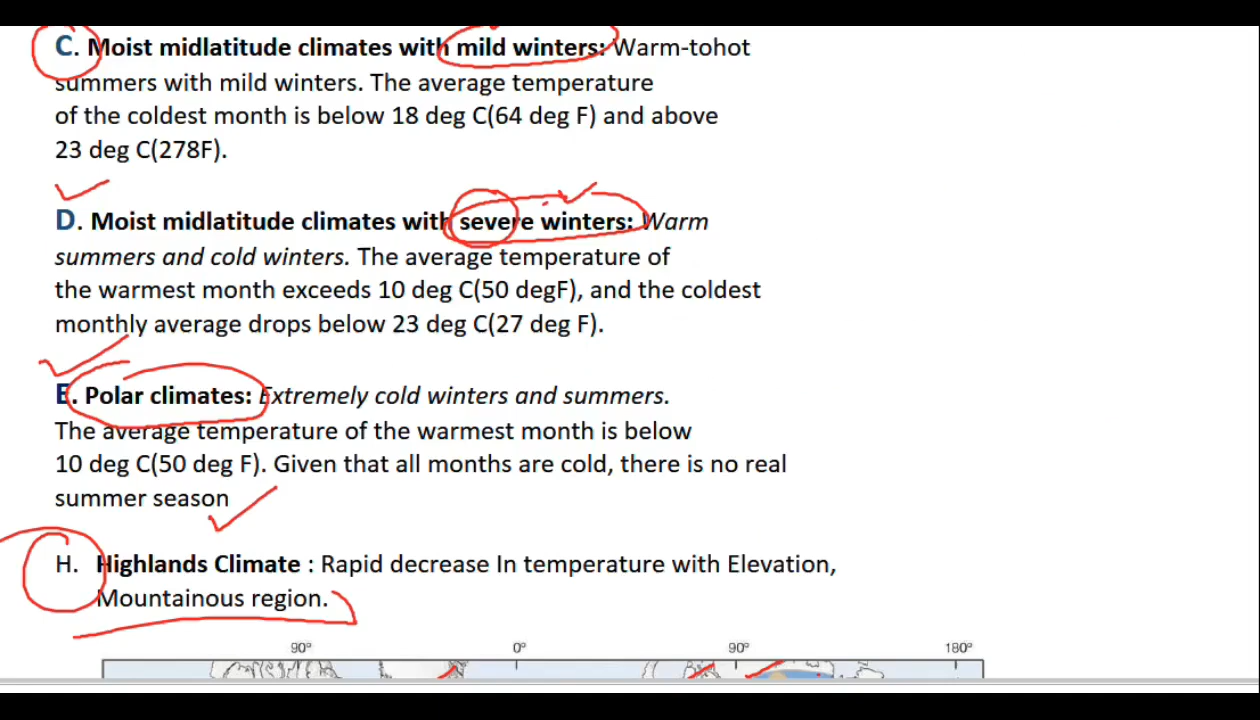 C. Moist midlatitude climates with mild winters: Warm-tohot
summers with mild winters. The average temperature
of the coldest month is below 18 deg C(64 deg F) and above
23 deg C(278F).
D. Moist midlatitude climates with severe winters: Warm
summers and cold winters. The average temperature of
the warmest month exceeds 10 deg C(50 degF), and the coldest
monthly average drops below 23 deg C(27 deg F).
E. Polar climates: Extremely cold winters and summers.
The average temperature of the warmest month is below
10 deg C(50 deg F). Given that all months are cold, there is no real
summer season
H. Highlands Climate : Rapid decrease In temperature with Elevation,
Mountainous region.
90° 0° 90° 180°